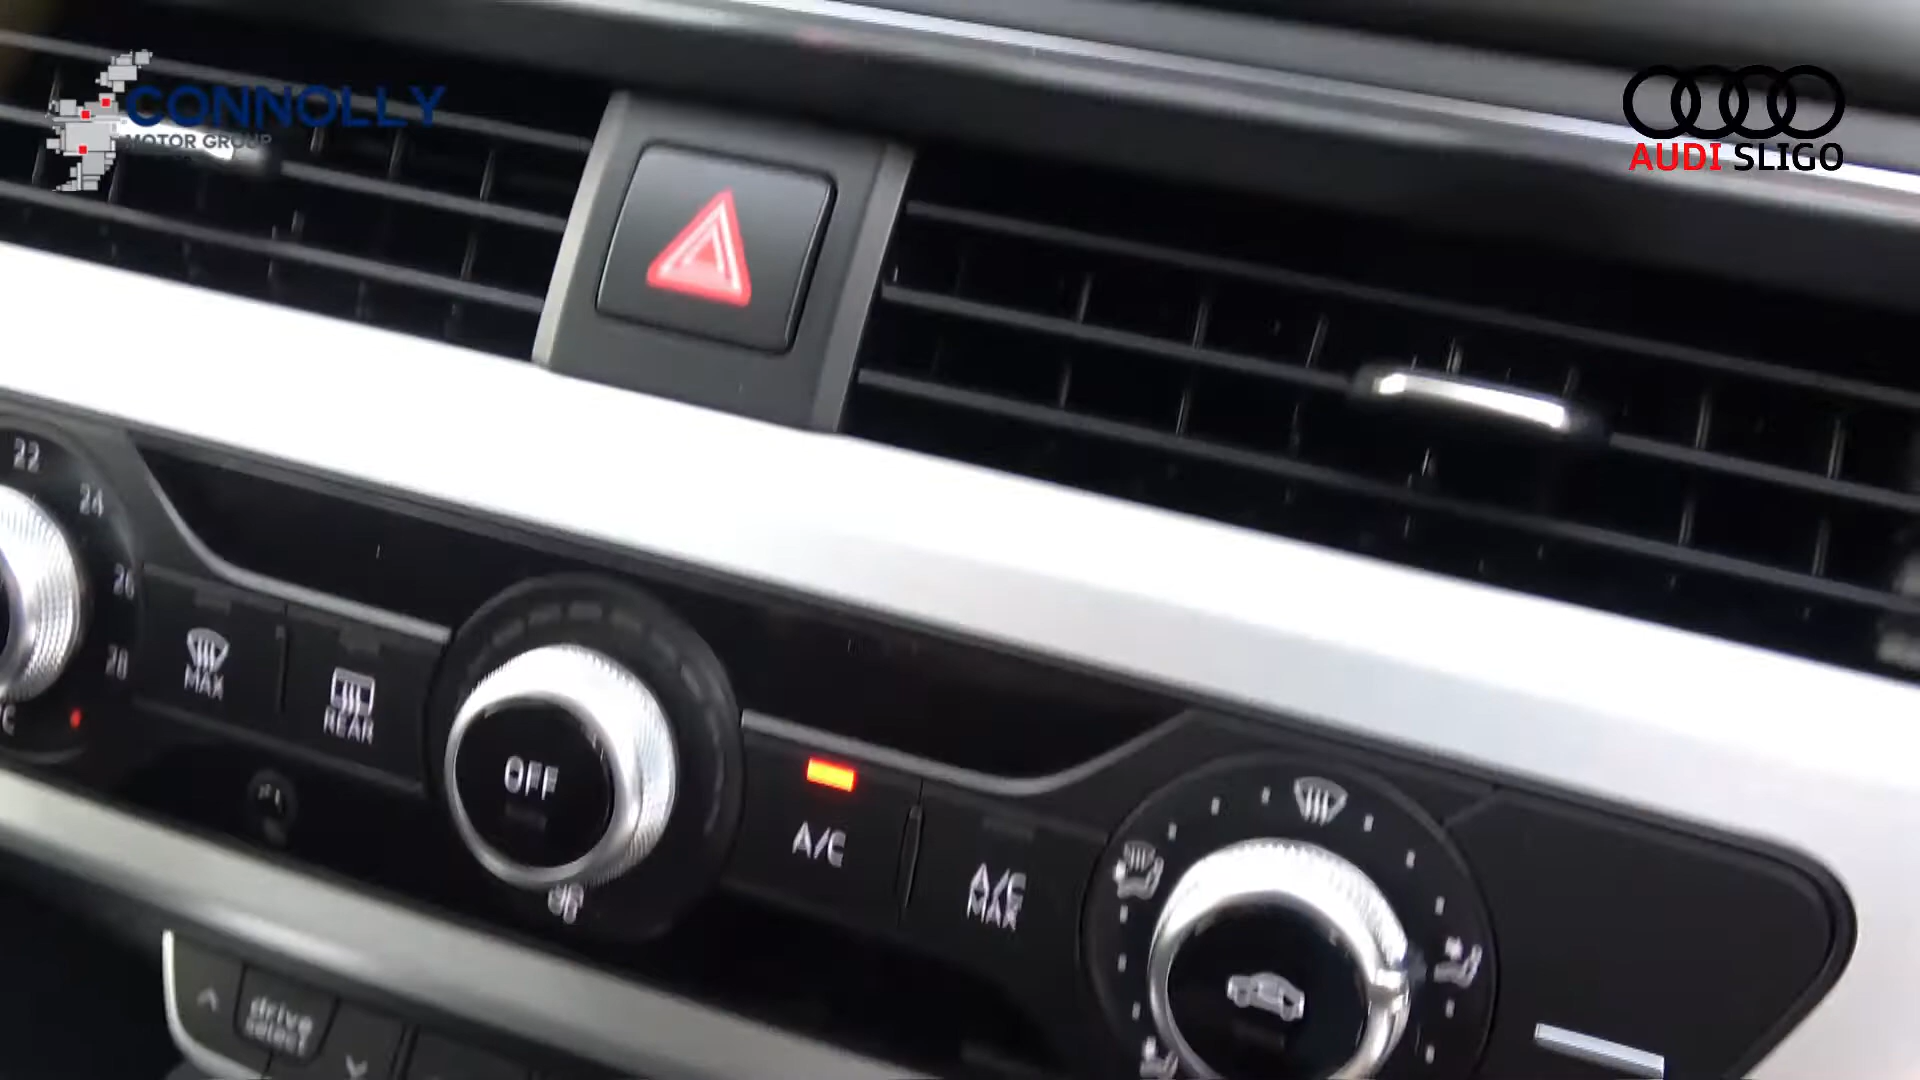 CONNOLLY
MOTOR GROUP
AUDI SLIGO
22
24
26
28
°C
MAX
REAR
OFF
A/C
A/C
MAX
drive
select